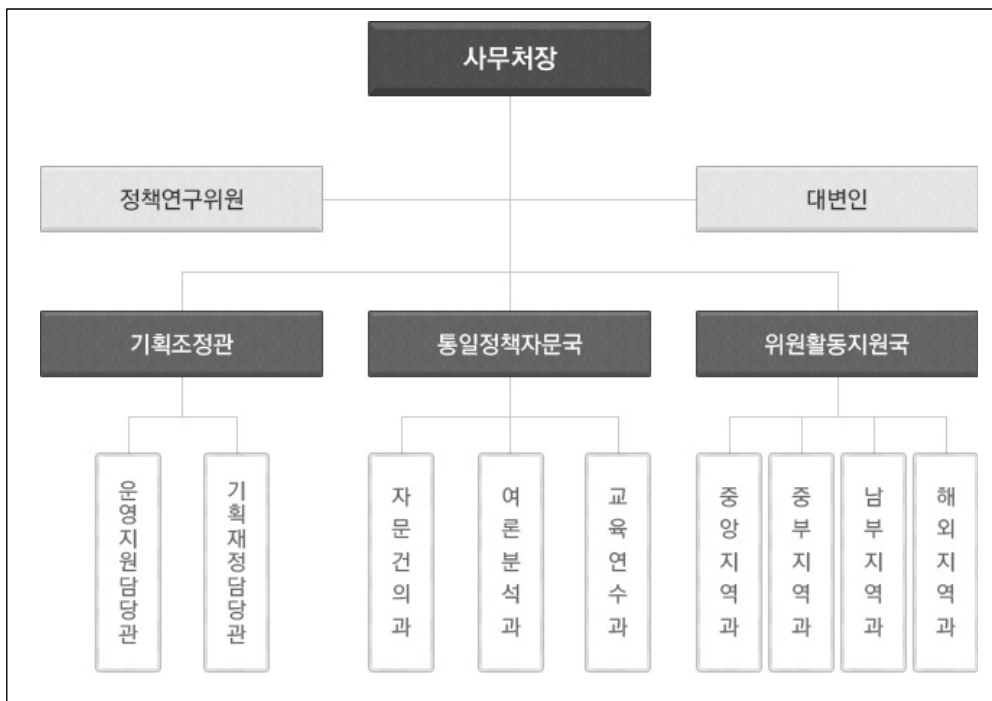 사무처장
정책연구위원
대변인
기획조정관
통일정책자문국
위원활동지원국
운영지원담당관
기획재정담당관
자문건의과
여론분석과
교육연수과
중앙지역과
중부지역과
남부지역과
해외지역과